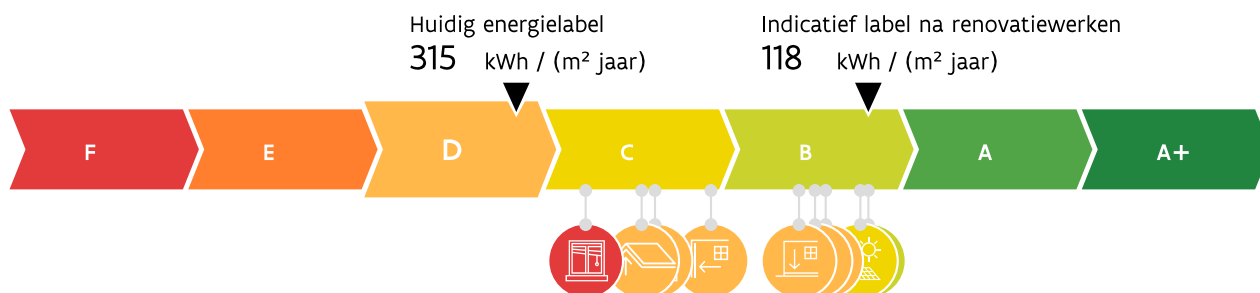 Huidig energielabel
315 kWh / (m² jaar)
Indicatief label na renovatiewerken
118 kWh / (m² jaar)
F E D C B A A+